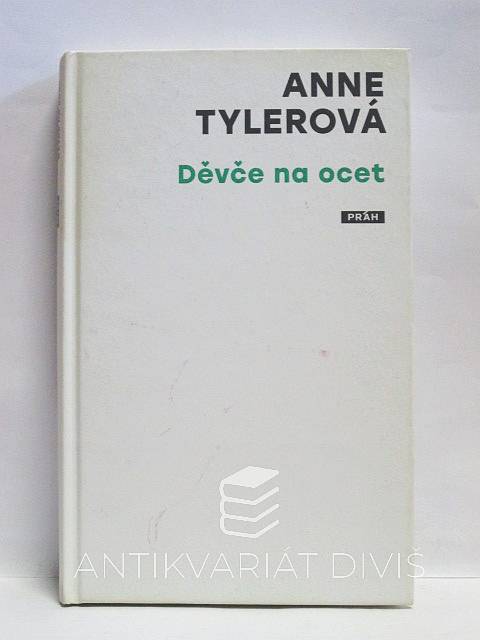 ANNE
TYLEROVÁ
Děvče na ocet
PRÁH
ANTIKVARIÁT DIVIŠ